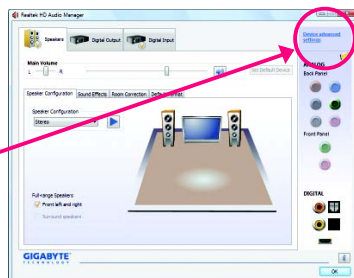 Realtek HD Audio Manager
Speakers
Digital Output
Digital Input
Device advanced settings
Main Volume
L
R
Set Default Device
ANALOG
Back Panel
Speaker Configuration
Sound Effects
Room Correction
Default Format
Speaker Configuration
Stereo
Front Panel
Full-range Speakers
Front left and right
Surround speakers
DIGITAL
GIGABYTE
TECHNOLOGY
OK